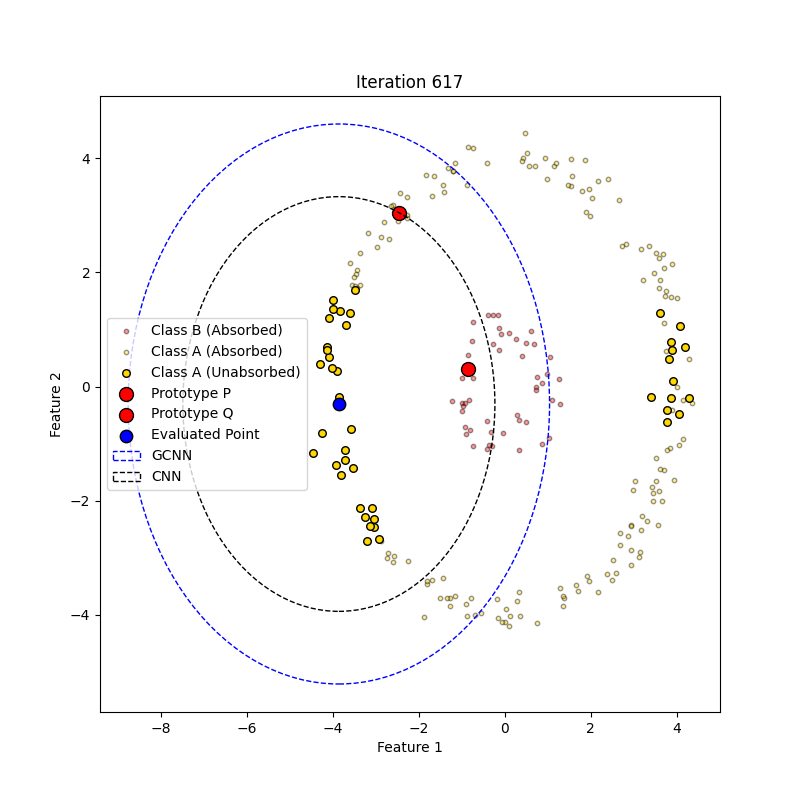 Iteration 617
Feature 2
4
2
0
−2
−4
Class B (Absorbed)
Class A (Absorbed)
Class A (Unabsorbed)
Prototype P
Prototype Q
Evaluated Point
GCNN
CNN
−8 −6 −4 −2 0 2 4
Feature 1